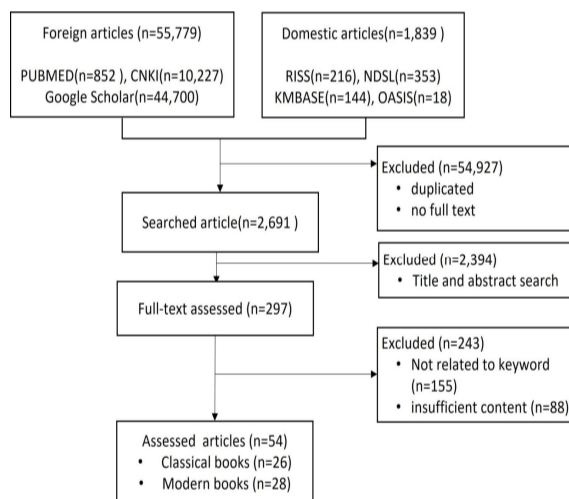 Foreign articles (n=55,779)
PUBMED(n=852 ), CNKI(n=10,227)
Google Scholar(n=44,700)
Domestic articles(n=1,839 )
RISS(n=216), NDSL(n=353)
KMBASE(n=144), OASIS(n=18)
Excluded (n=54,927)
• duplicated
• no full text
Searched article(n=2,691 )
Excluded (n=2,394)
• Title and abstract search
Full-text assessed (n=297)
Excluded (n=243)
• Not related to keyword
(n=155)
• insufficient content (n=88)
Assessed articles (n=54)
• Classical books (n=26)
• Modern books (n=28)